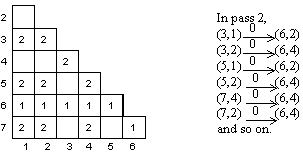 2
3 2 2
4 2
5 2 2 2
6 1 1 1 1 1
7 2 2 2 1
1 2 3 4 5 6
In pass 2,
(3,1) 0 (6,2)
(3,2) 0 (6,4)
(5,1) 0 (6,2)
(5,2) 0 (6,4)
(7,4) 0 (6,4)
(7,2) 0 (6,4)
and so on.